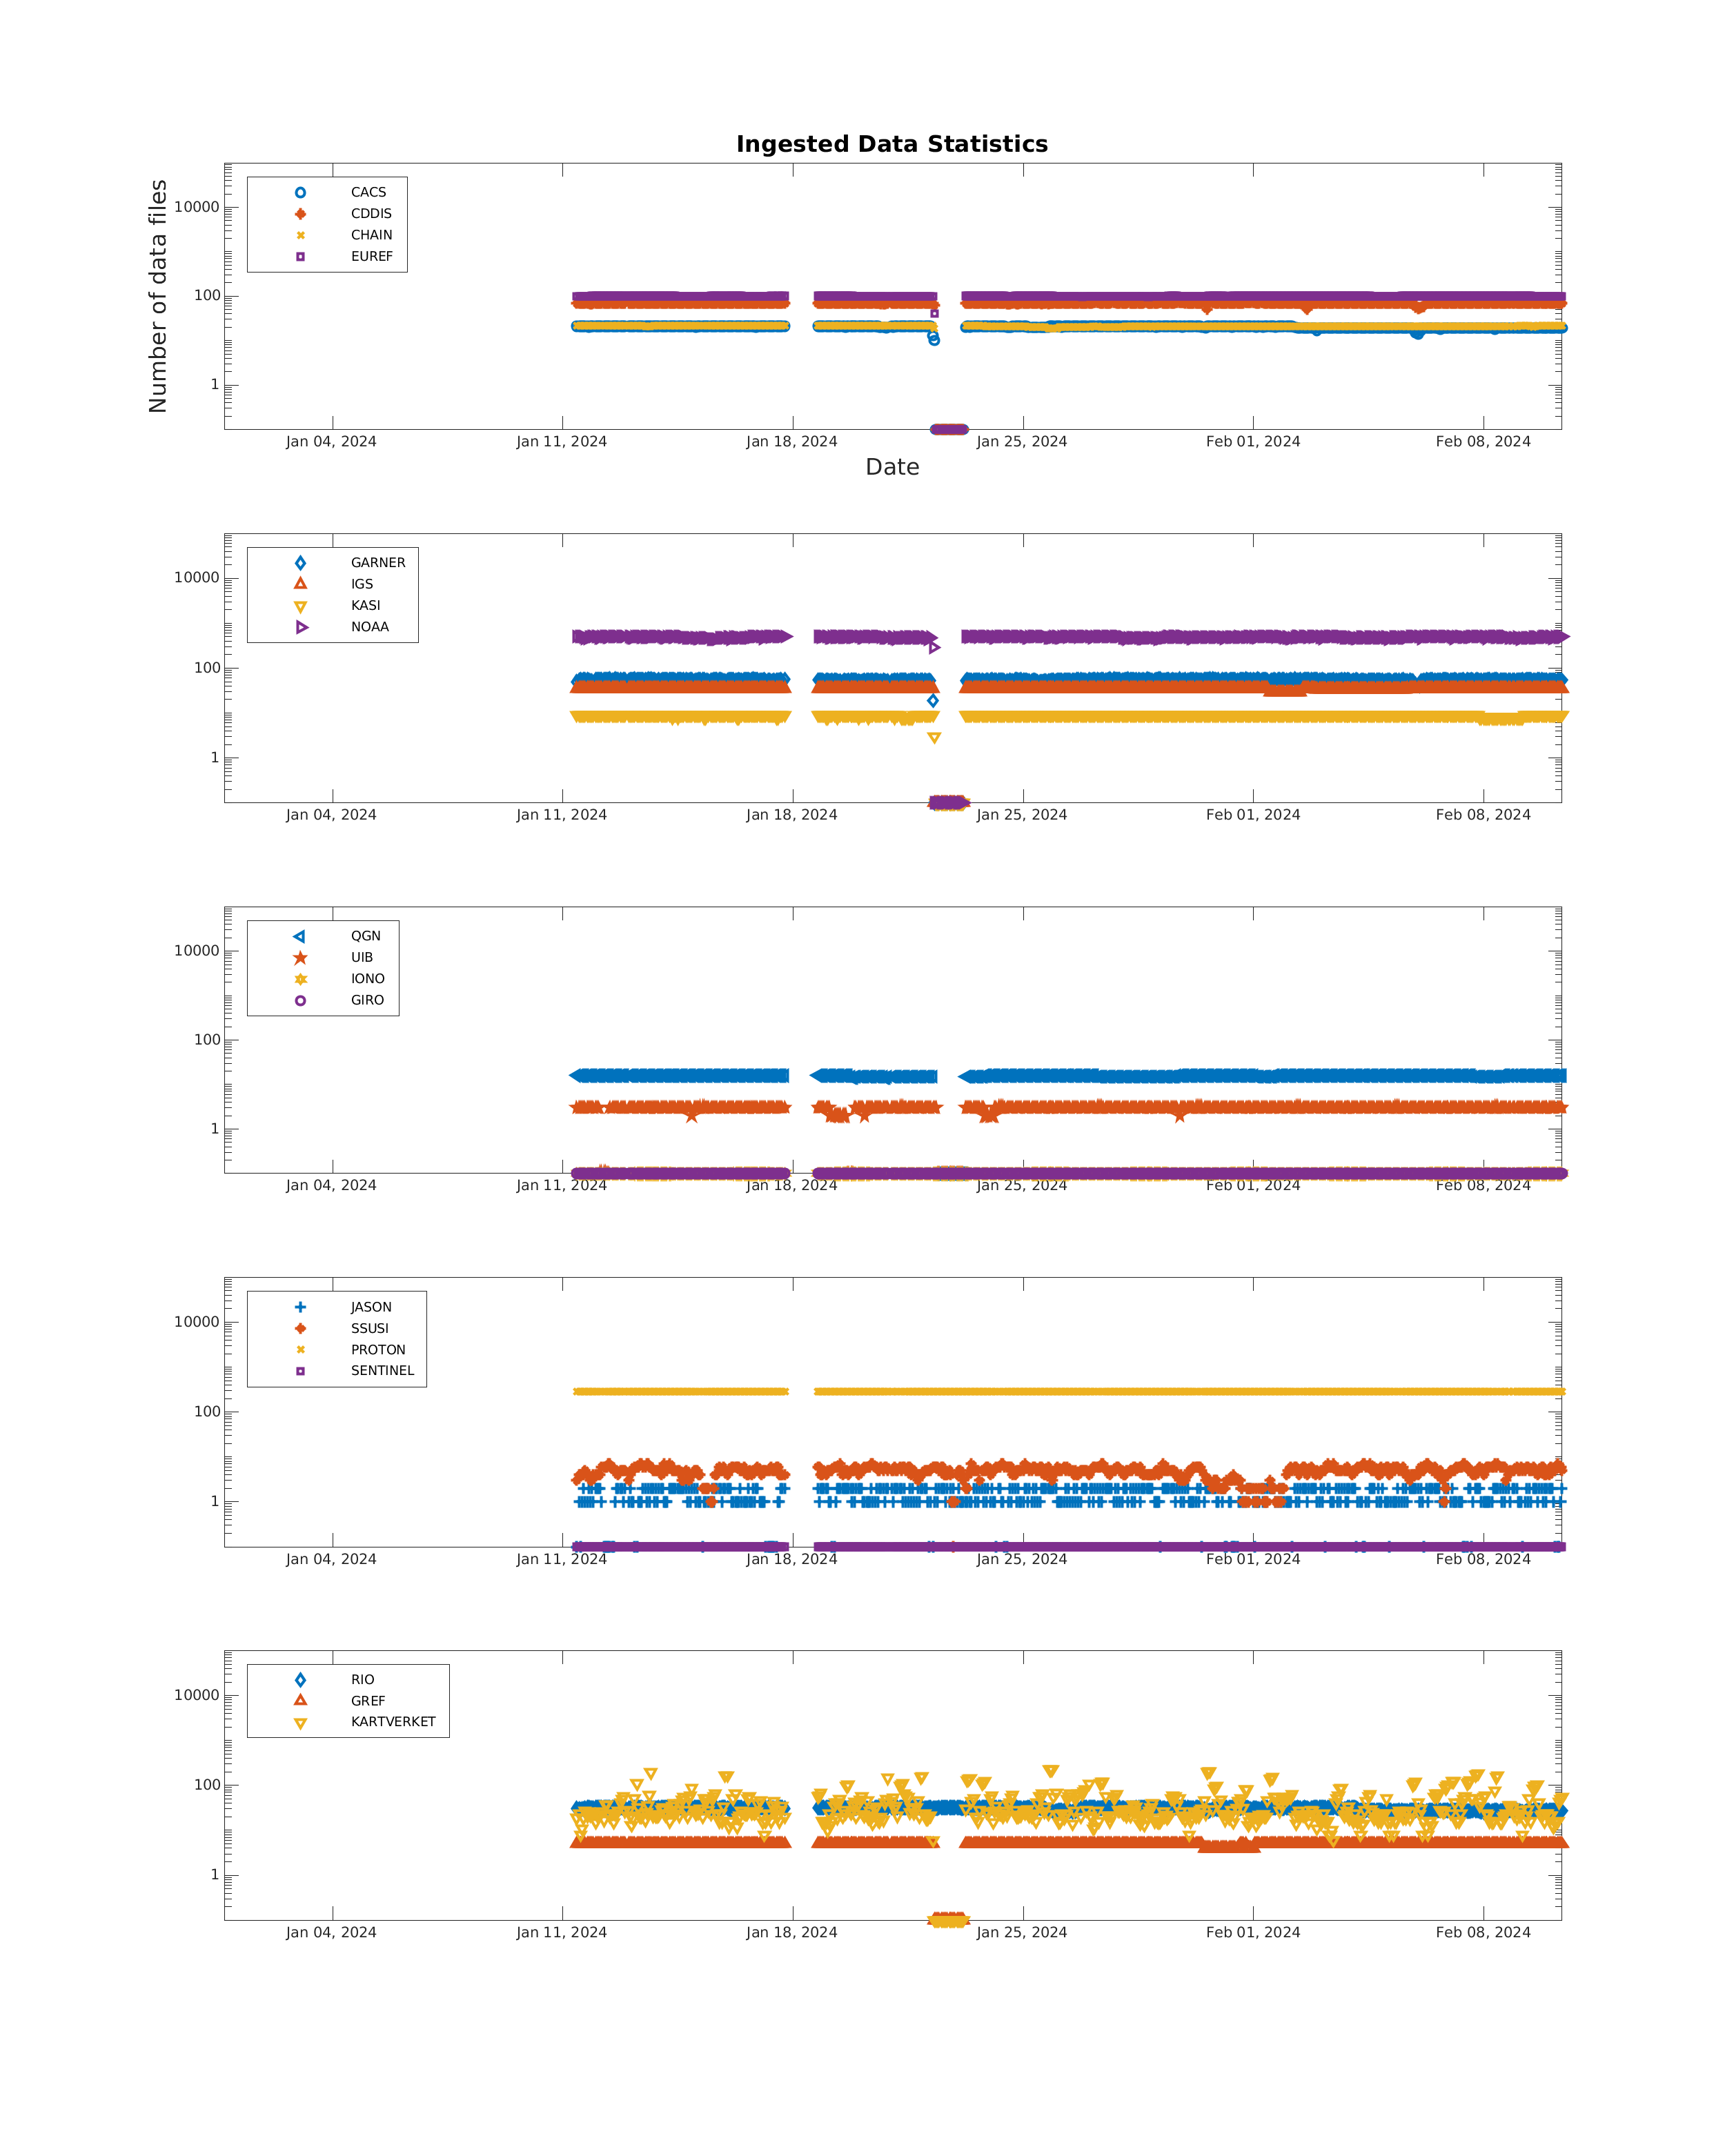 Ingested Data Statistics
Number of data files
10000
100
1
CACS
CDDIS
CHAIN
EUREF
Jan 04, 2024 Jan 11, 2024 Jan 18, 2024 Jan 25, 2024 Feb 01, 2024 Feb 08, 2024
Date
10000
100
1
GARNER
IGS
KASI
NOAA
Jan 04, 2024 Jan 11, 2024 Jan 18, 2024 Jan 25, 2024 Feb 01, 2024 Feb 08, 2024
10000
100
1
QGN
UIB
IONO
GIRO
Jan 04, 2024 Jan 11, 2024 Jan 18, 2024 Jan 25, 2024 Feb 01, 2024 Feb 08, 2024
10000
100
1
JASON
SSUSI
PROTON
SENTINEL
Jan 04, 2024 Jan 11, 2024 Jan 18, 2024 Jan 25, 2024 Feb 01, 2024 Feb 08, 2024
10000
100
1
RIO
GREF
KARTVERKET
Jan 04, 2024 Jan 11, 2024 Jan 18, 2024 Jan 25, 2024 Feb 01, 2024 Feb 08, 2024